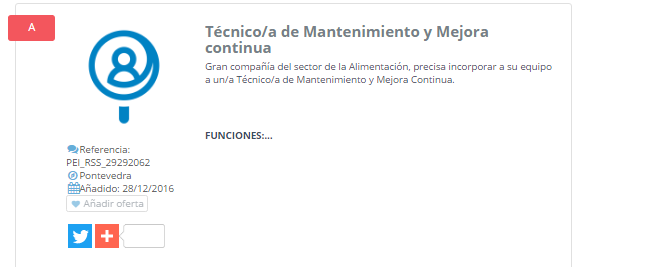 A
Técnico/a de Mantenimiento y Mejora
continua
Gran compañía del sector de la Alimentación, precisa incorporar a su equipo
a un/a Técnico/a de Mantenimiento y Mejora Continua.
FUNCIONES:...
Referencia:
PEI_RSS_29292062
Pontevedra
Añadido: 28/12/2016
Añadir oferta